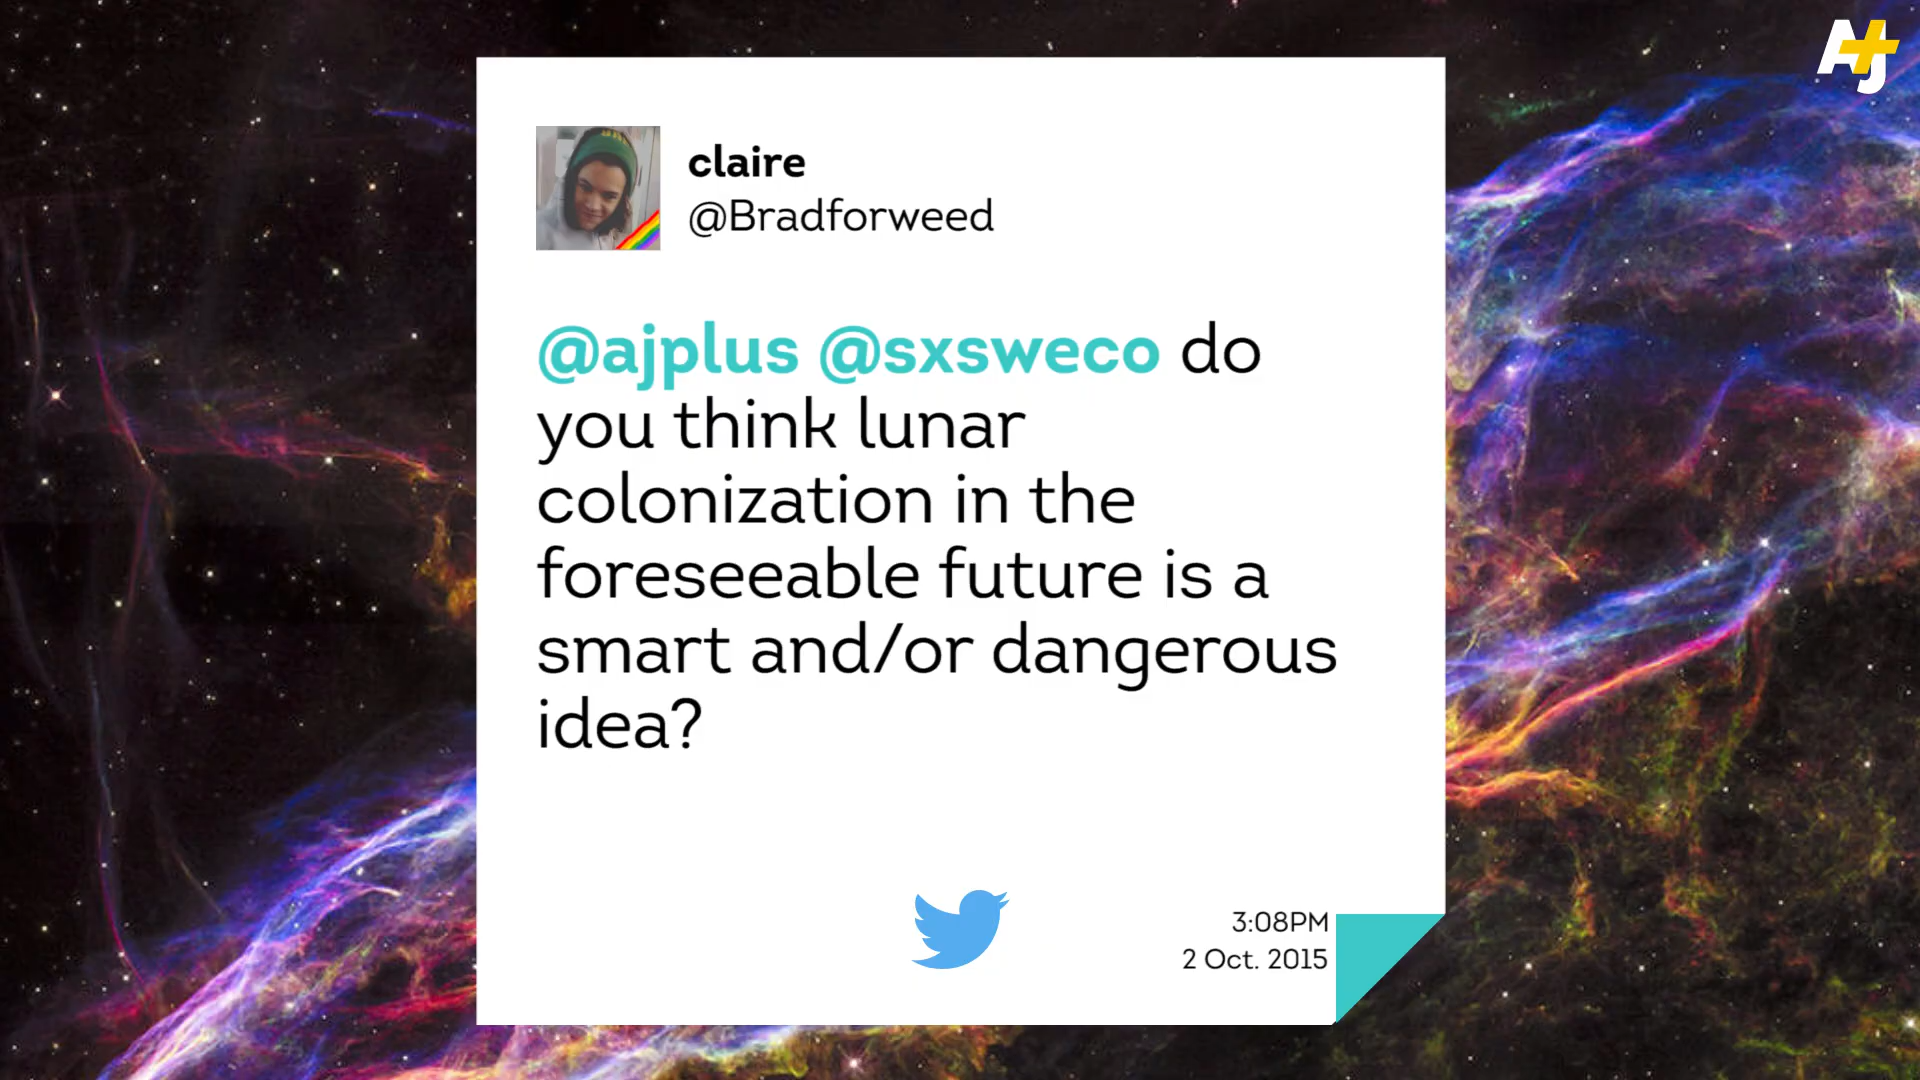 AJ+
claire
@Bradforweed
@ajplus @sxsweco do
you think lunar
colonization in the
foreseeable future is a
smart and/or dangerous
idea?
3:08PM
2 Oct. 2015